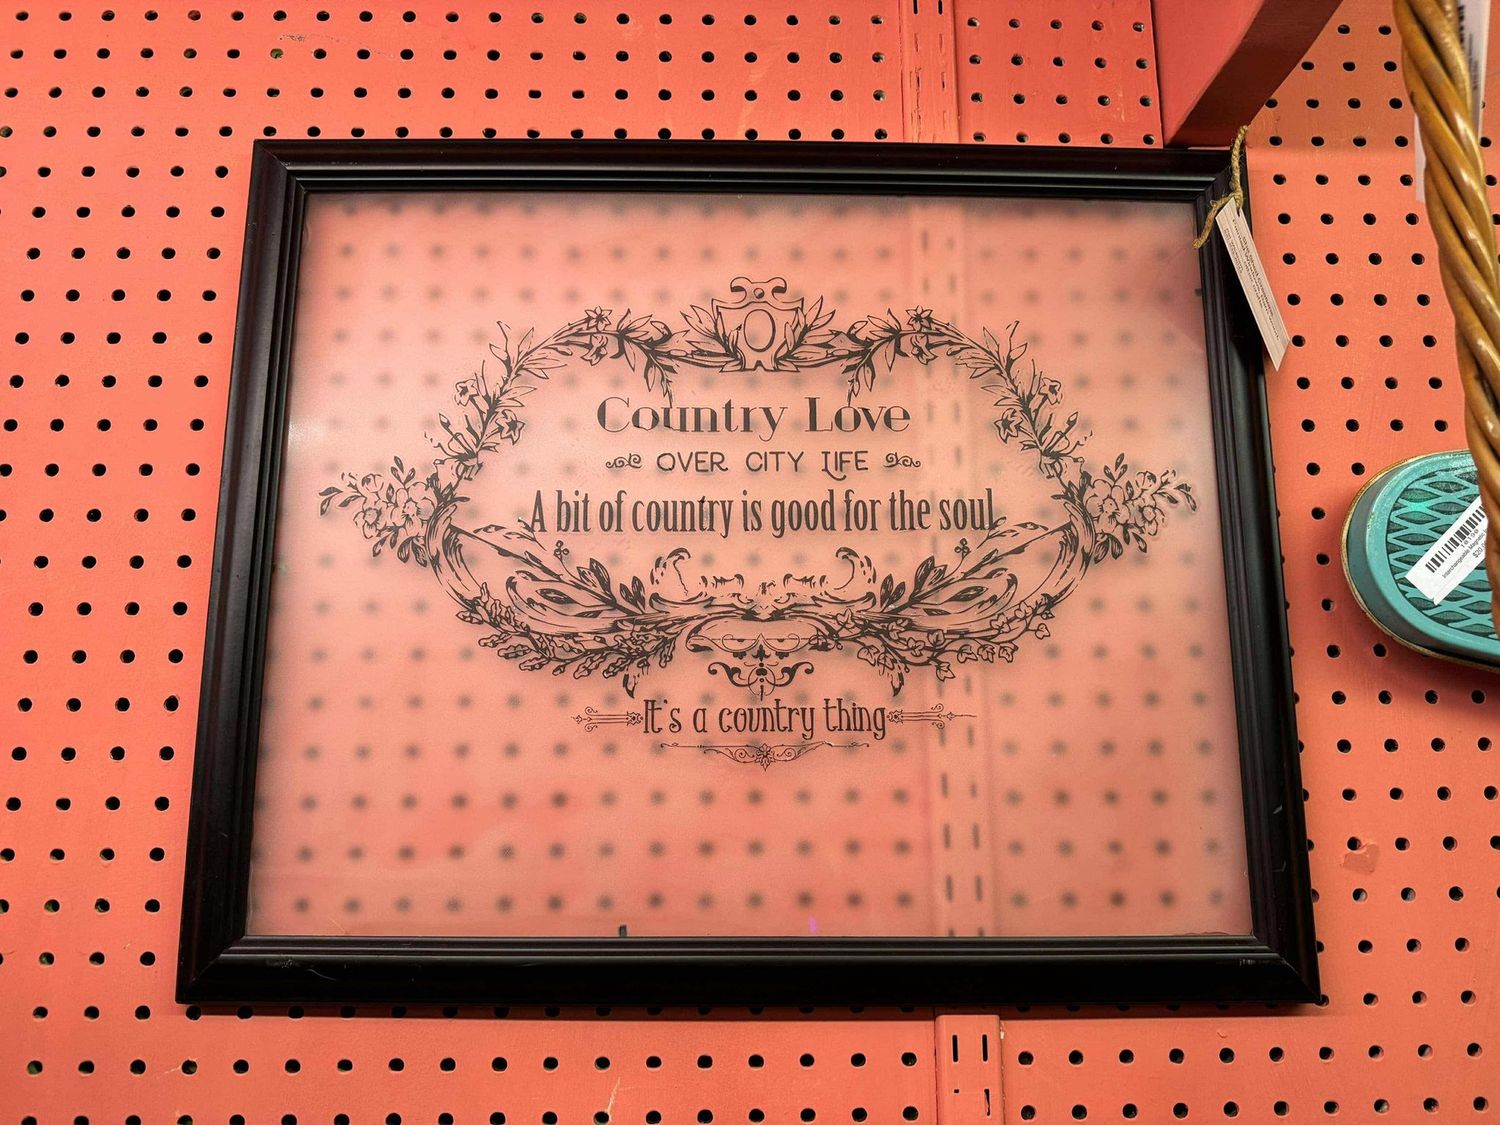 Country Love
OVER CITY LIFE
A bit of country is good for the soul
It's a country thing